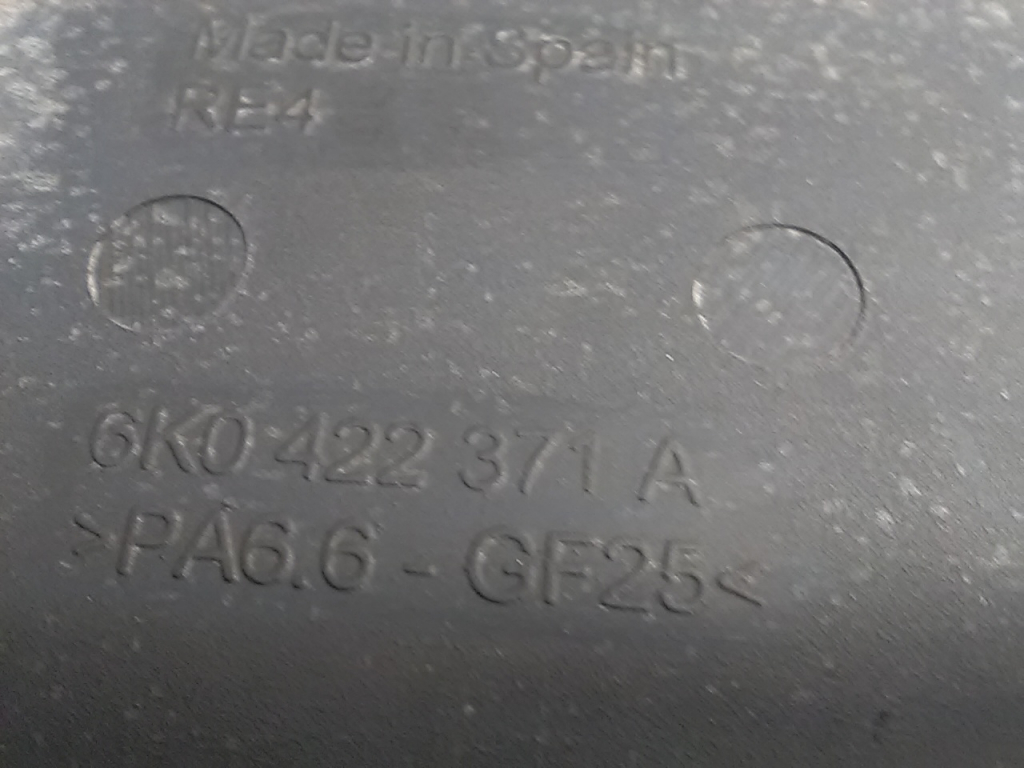 Made in Spain
RE4
6K0 422 371 A
>PA6.6 - GF25<